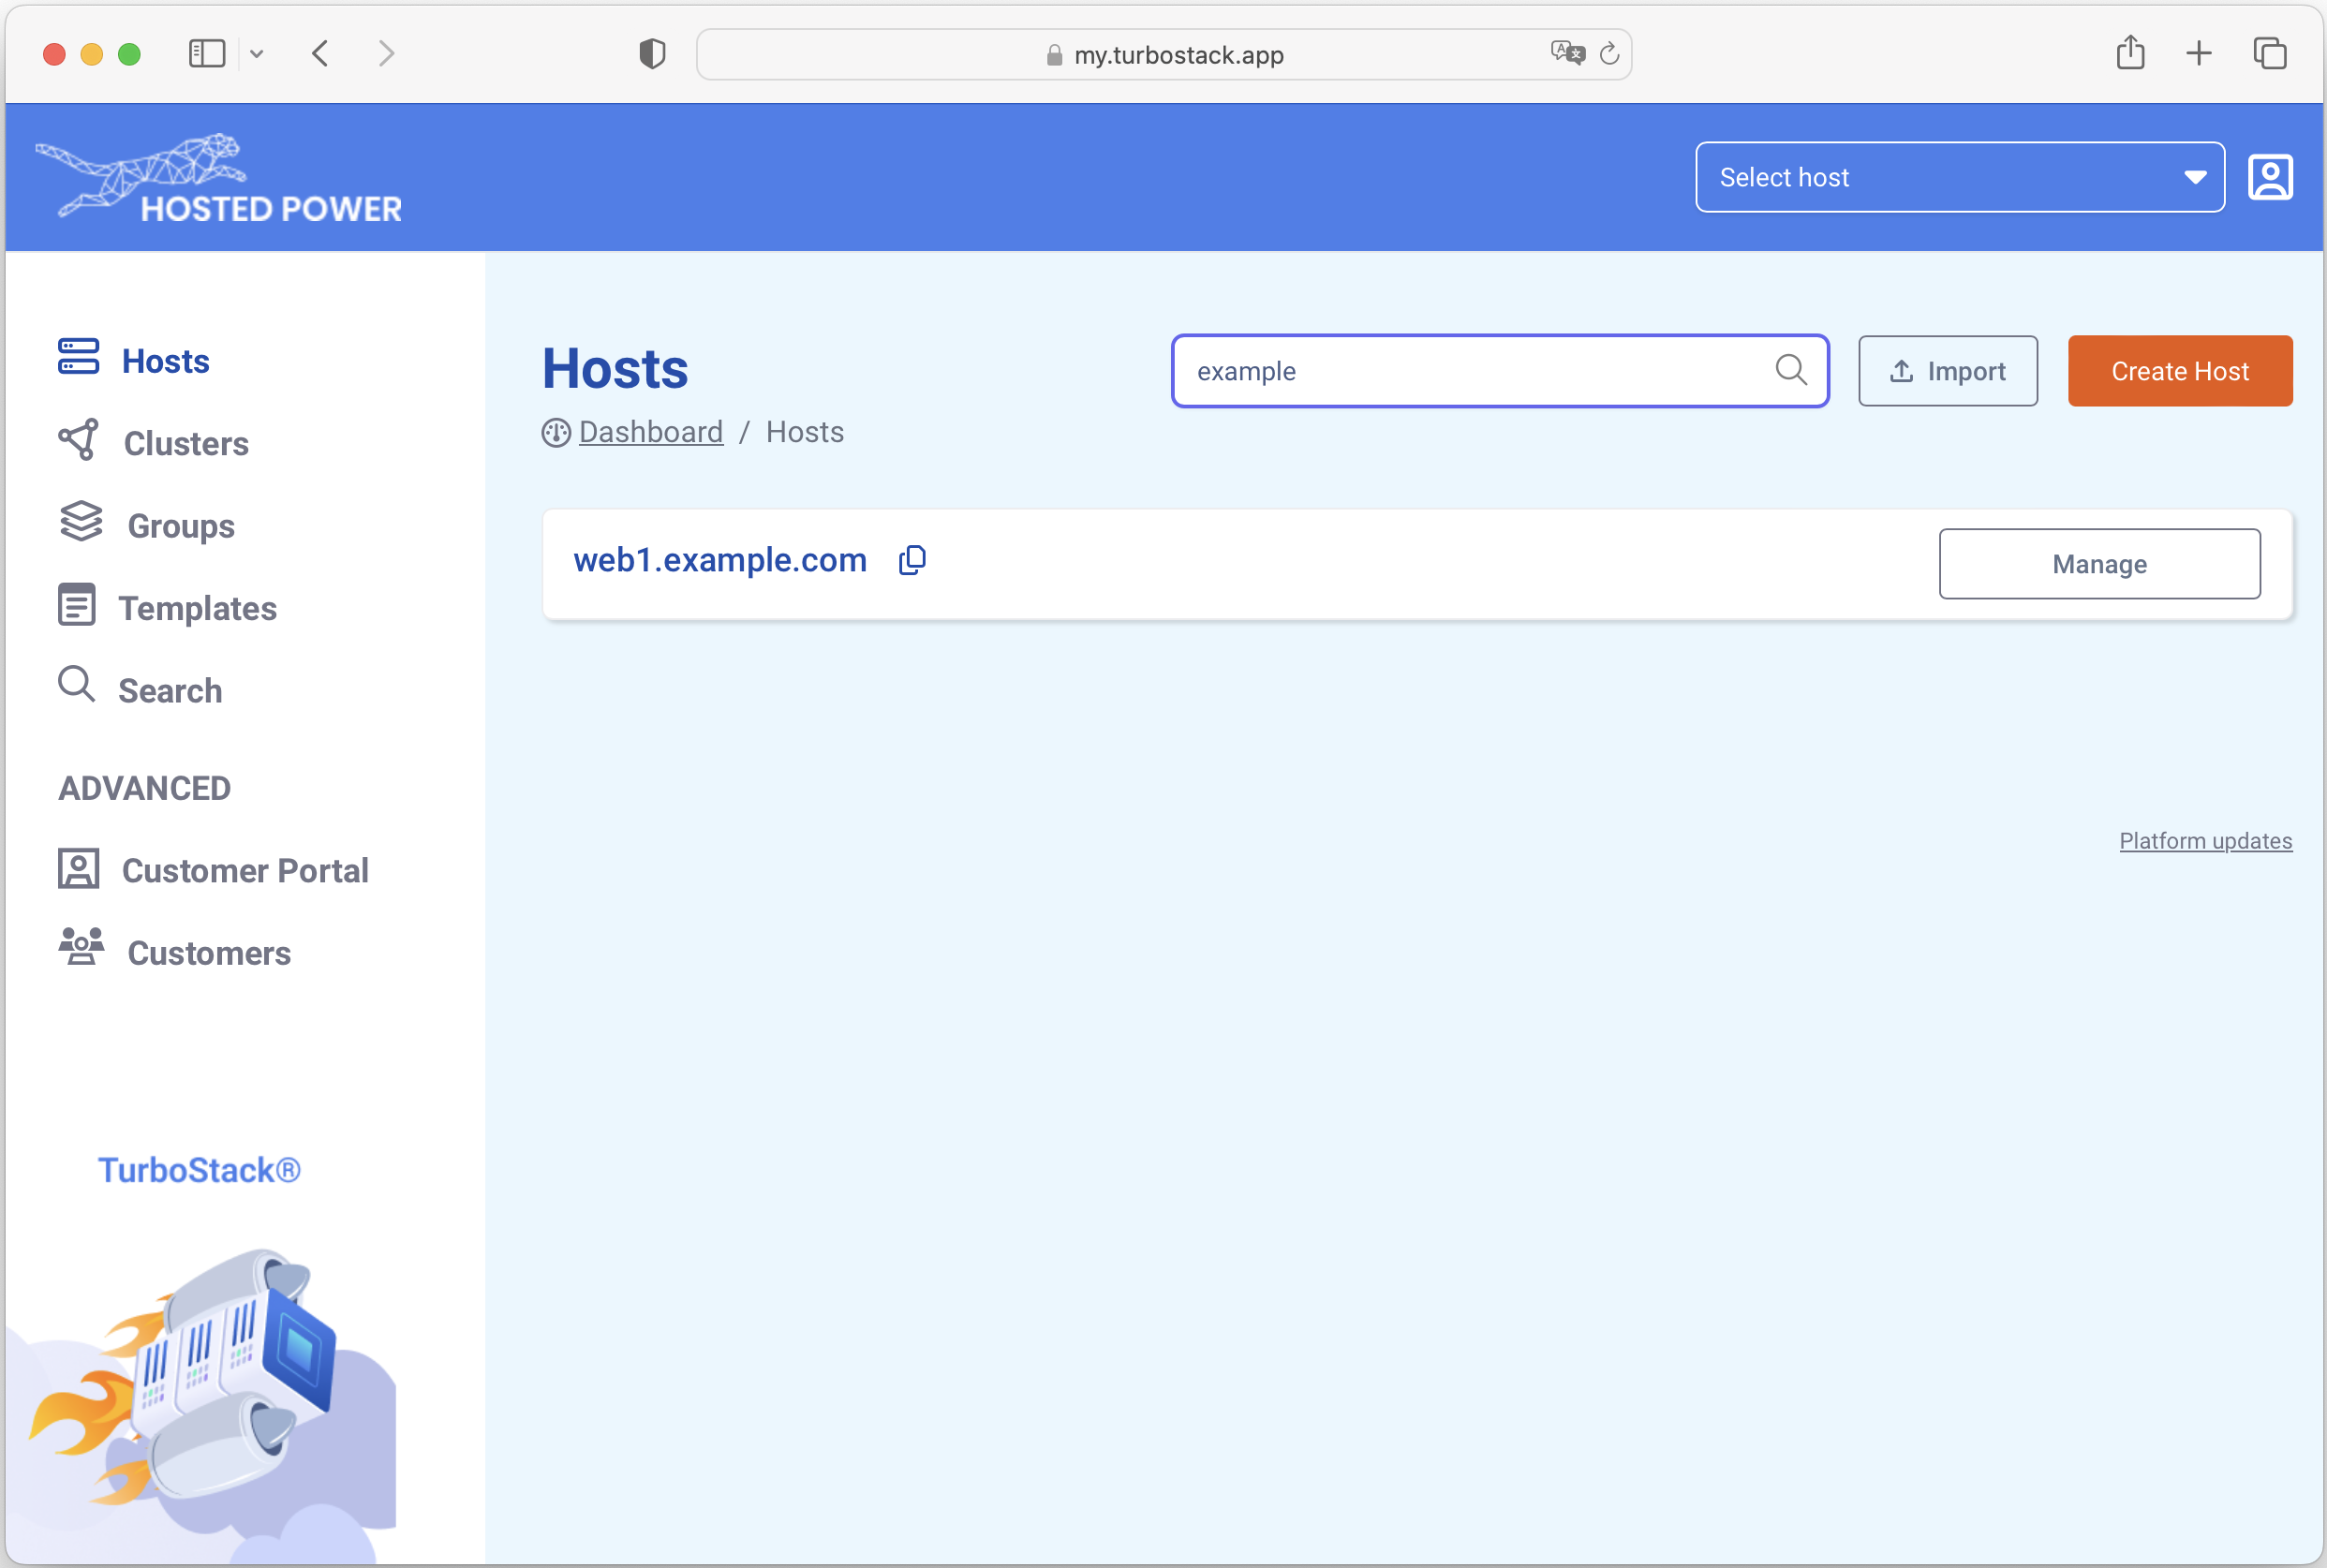 my.turbostack.app
HOSTED POWER
Select host
Hosts
Clusters
Groups
Templates
Search
ADVANCED
Customer Portal
Customers
TurboStack®
Hosts
example
Import
Create Host
Dashboard / Hosts
web1.example.com
Manage
Platform updates